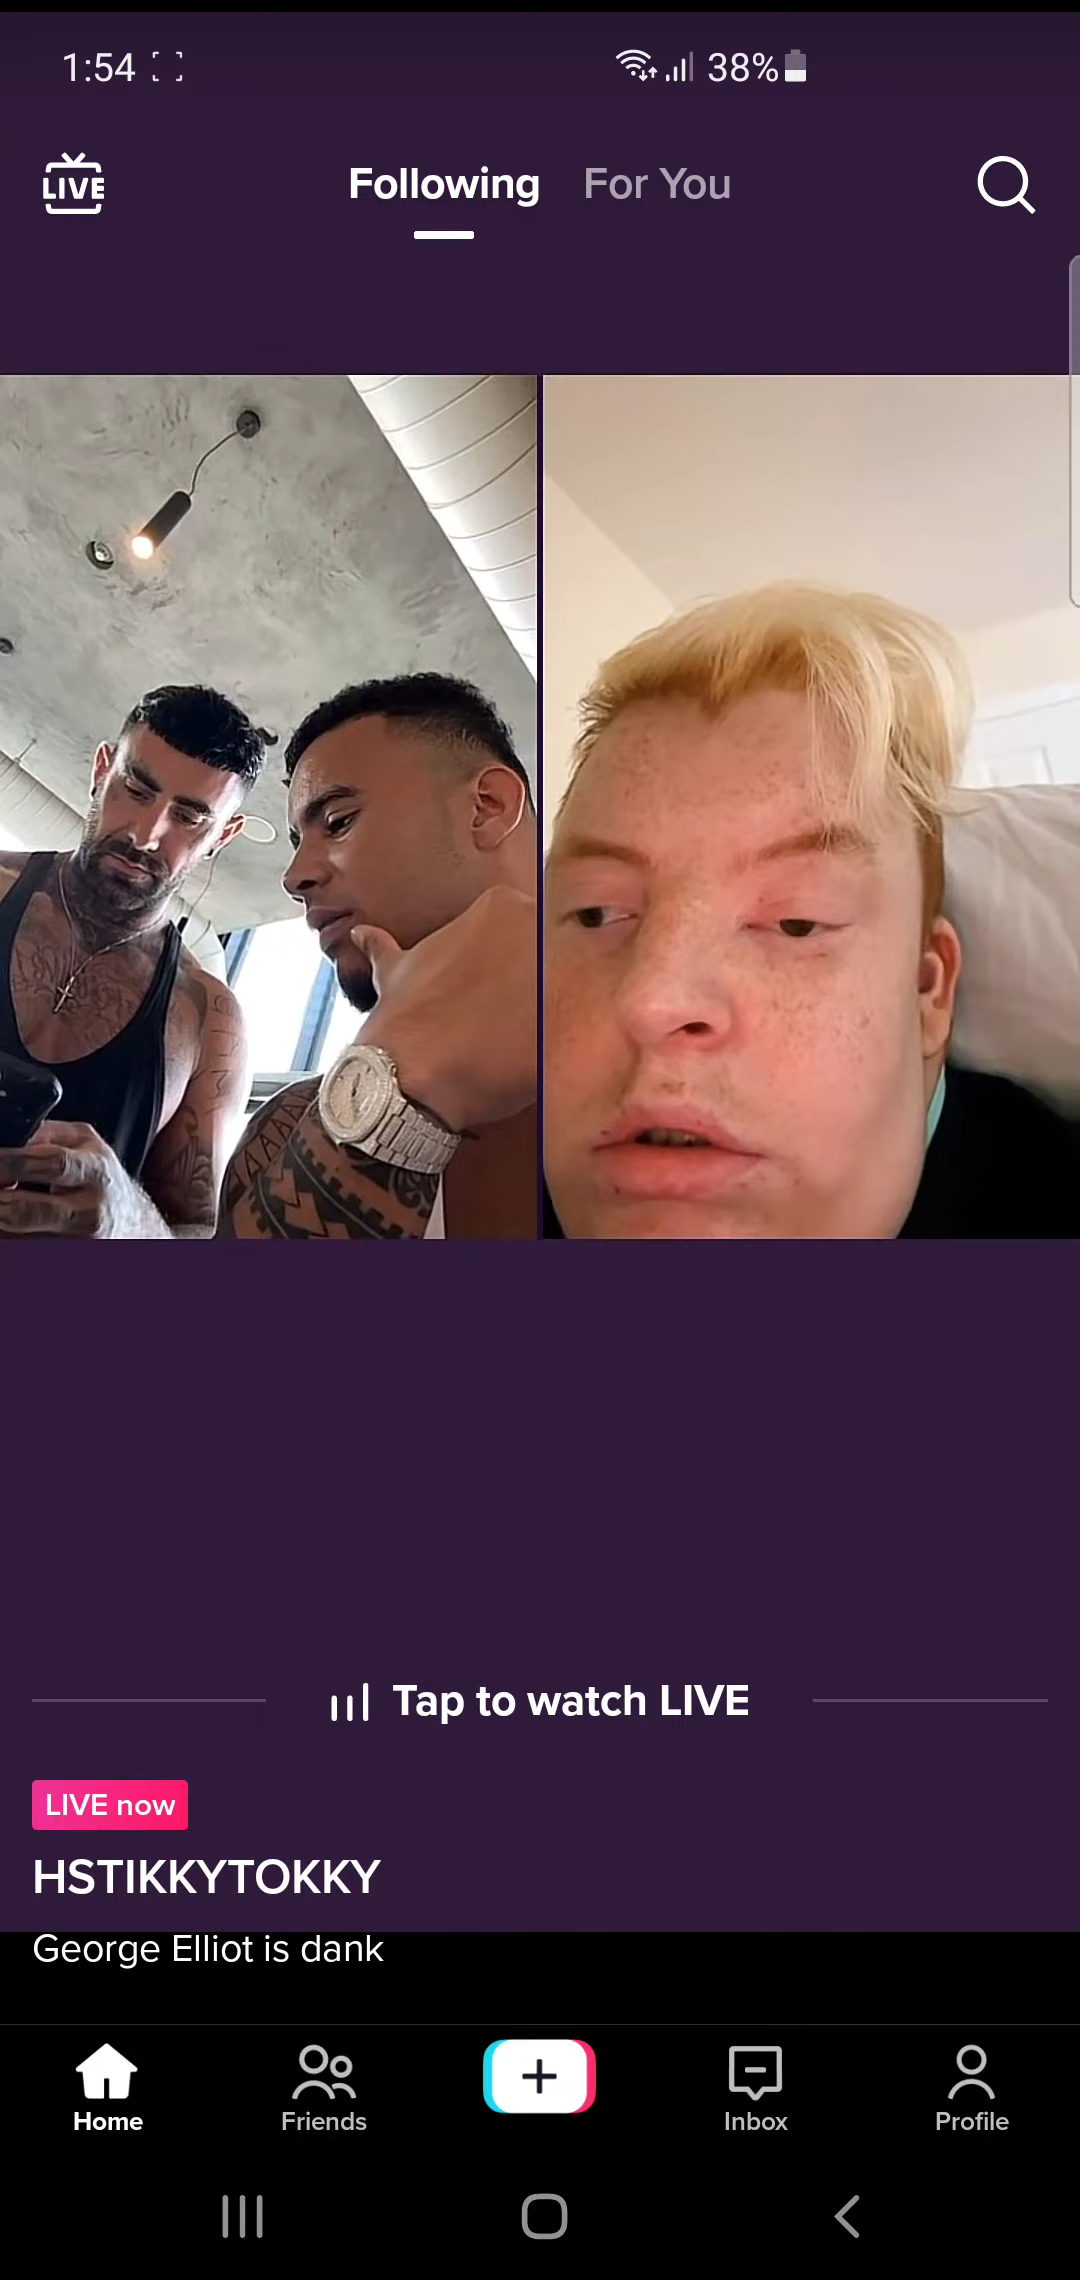 1:54 38%
LIVE Following For You
Tap to watch LIVE
LIVE now
HSTIKKYTOKKY
George Elliot is dank
Home Friends Inbox Profile